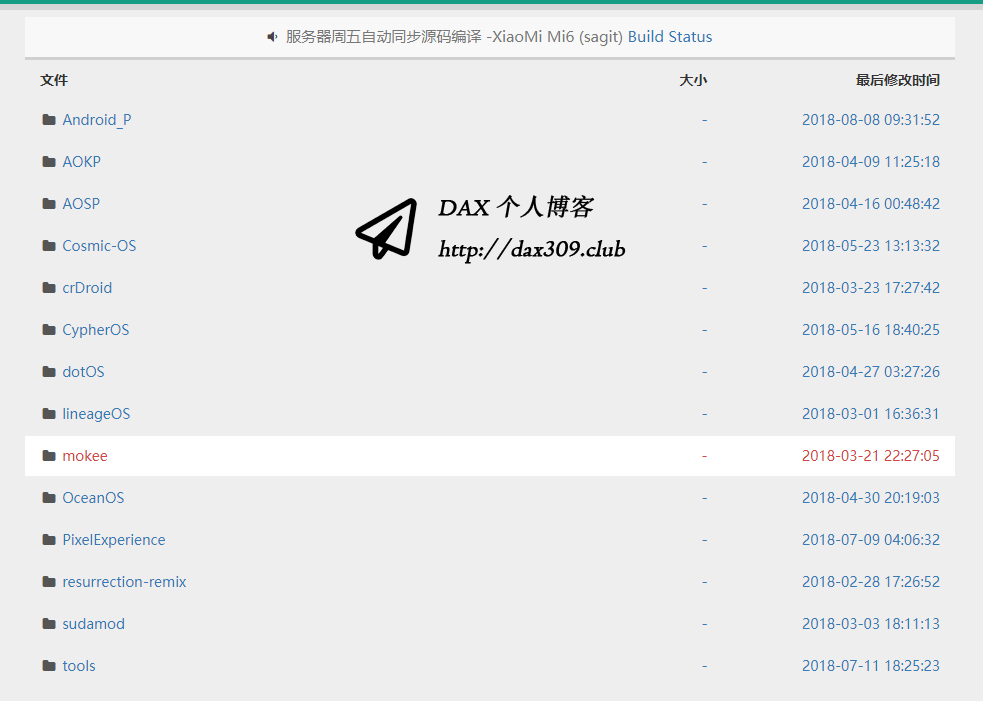 服务器周五自动同步源码编译 -XiaoMi Mi6 (sagit) Build Status
文件 大小 最后修改时间
Android_P - 2018-08-08 09:31:52
AOKP - 2018-04-09 11:25:18
AOSP - 2018-04-16 00:48:42
DAX 个人博客
http://dax309.club
Cosmic-OS - 2018-05-23 13:13:32
crDroid - 2018-03-23 17:27:42
CypherOS - 2018-05-16 18:40:25
dotOS - 2018-04-27 03:27:26
lineageOS - 2018-03-01 16:36:31
mokee - 2018-03-21 22:27:05
OceanOS - 2018-04-30 20:19:03
PixelExperience - 2018-07-09 04:06:32
resurrection-remix - 2018-02-28 17:26:52
sudamod - 2018-03-03 18:11:13
tools - 2018-07-11 18:25:23